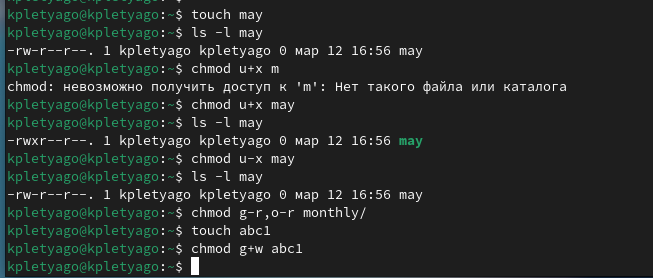 kpletyago@kpletyago:~$ touch may
kpletyago@kpletyago:~$ ls -l may
-rw-r--r--. 1 kpletyago kpletyago 0 мар 12 16:56 may
kpletyago@kpletyago:~$ chmod u+x m
chmod: невозможно получить доступ к 'm': Нет такого файла или каталога
kpletyago@kpletyago:~$ chmod u+x may
kpletyago@kpletyago:~$ ls -l may
-rwxr--r--. 1 kpletyago kpletyago 0 мар 12 16:56 may
kpletyago@kpletyago:~$ chmod u-x may
kpletyago@kpletyago:~$ ls -l may
-rw-r--r--. 1 kpletyago kpletyago 0 мар 12 16:56 may
kpletyago@kpletyago:~$ chmod g-r,o-r monthly/
kpletyago@kpletyago:~$ touch abc1
kpletyago@kpletyago:~$ chmod g+w abc1
kpletyago@kpletyago:~$